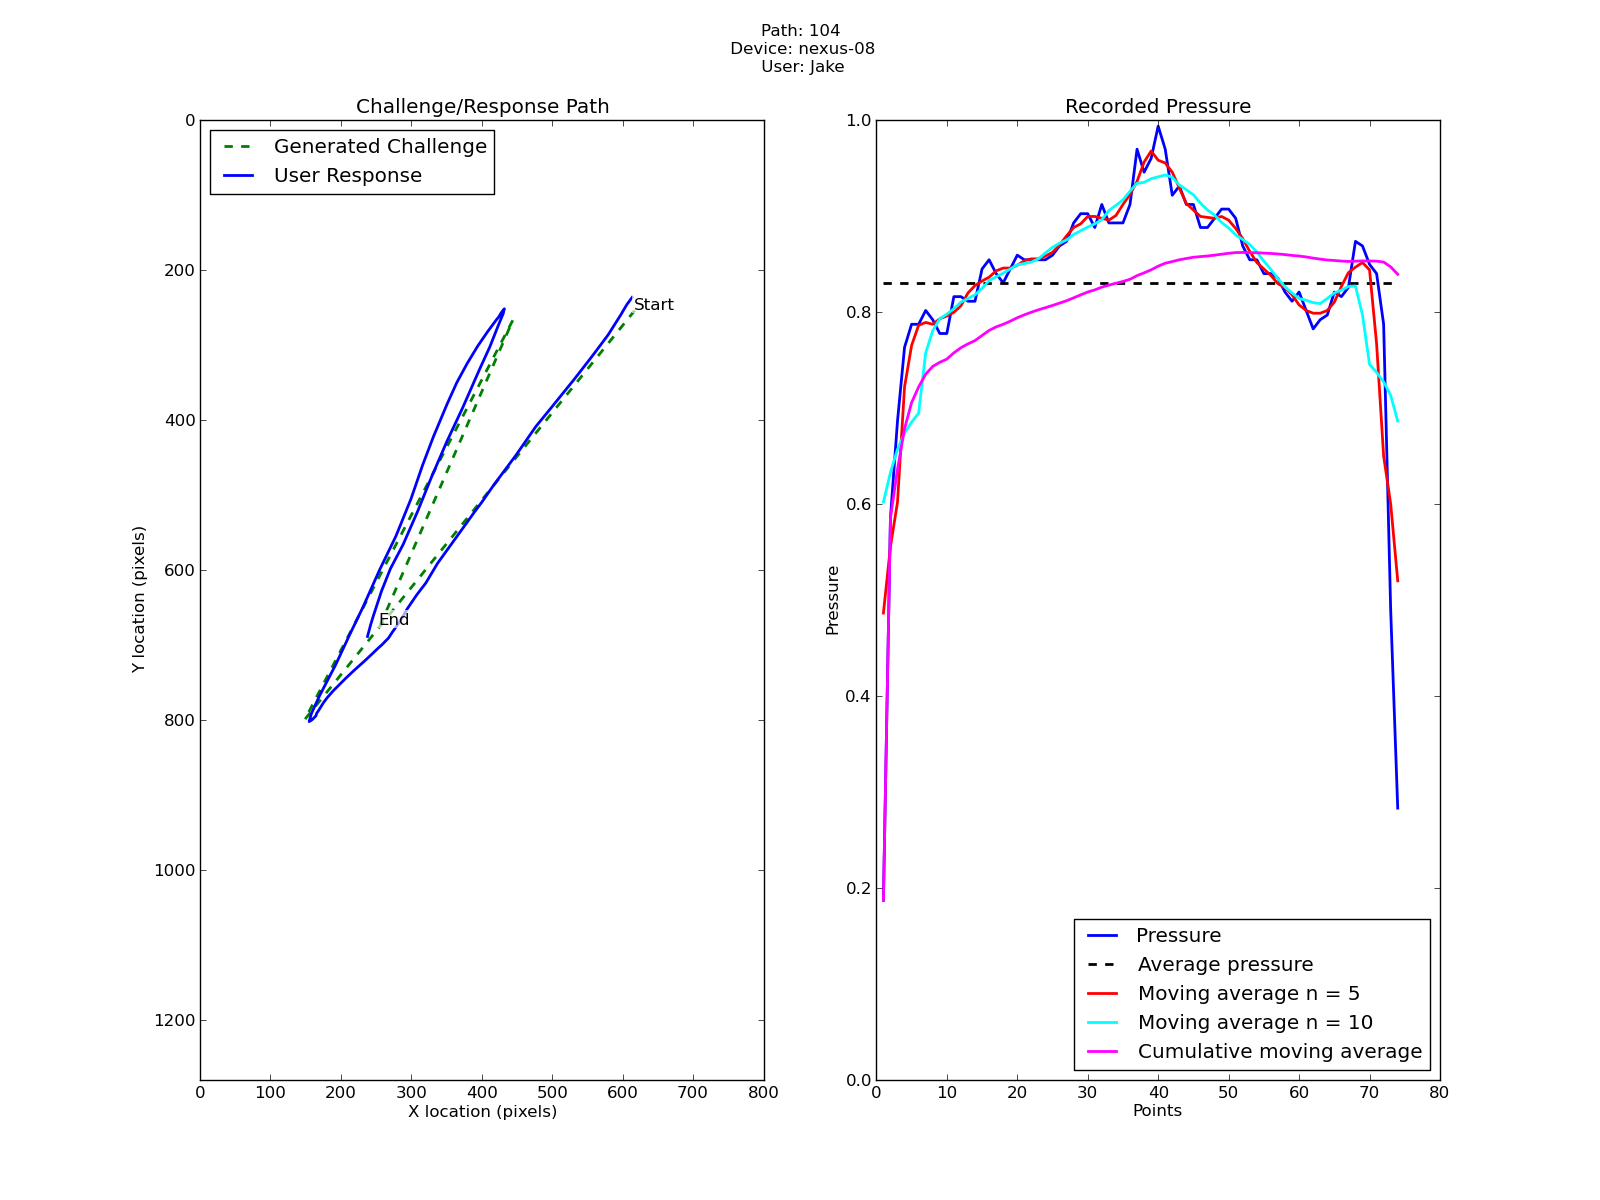 Path: 104
Device: nexus-08
User: Jake
Challenge/Response Path
Generated Challenge
User Response
Start
End
0
200
400
600
800
1000
1200
Y location (pixels)
0 100 200 300 400 500 600 700 800
X location (pixels)
Recorded Pressure
1.0
0.8
0.6
0.4
0.2
0.0
Pressure
Pressure
Average pressure
Moving average n = 5
Moving average n = 10
Cumulative moving average
0 10 20 30 40 50 60 70 80
Points